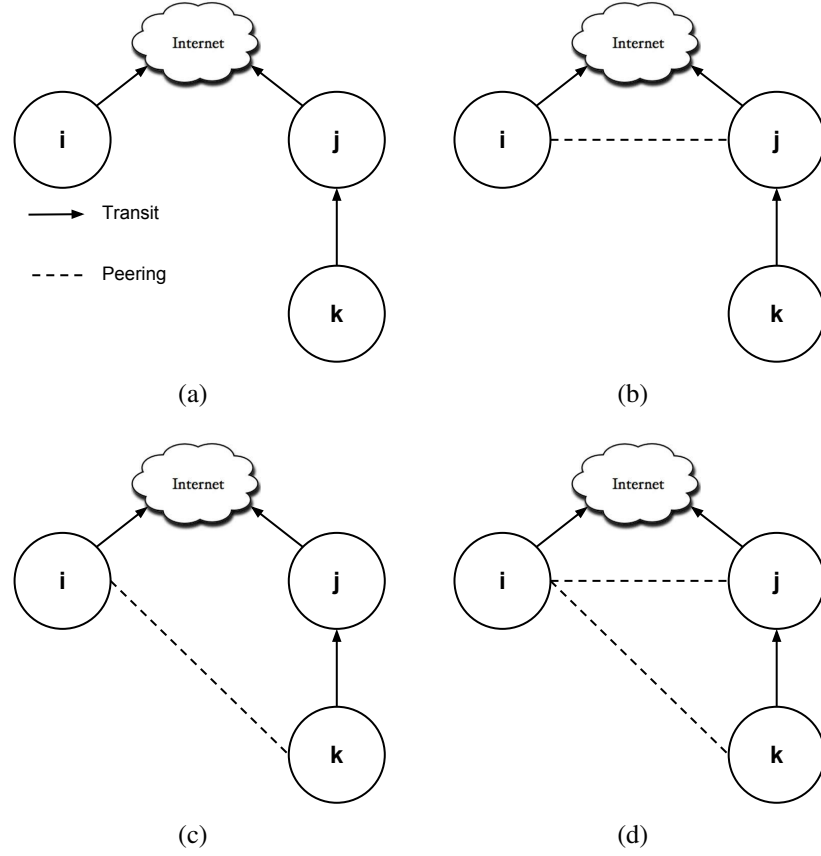 Internet
Internet
i
j
i
j
Transit
Peering
k
k
(a)
(b)
Internet
Internet
i
j
i
j
k
k
(c)
(d)